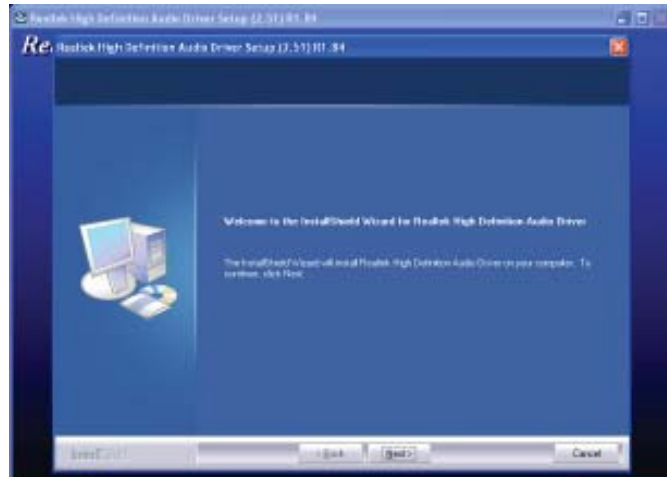 Realtek High Definition Audio Driver Setup (2.51) R1.84
Re
Realtek High Definition Audio Driver Setup (2.51) R1.84
Welcome to the InstallShield Wizard for Realtek High Definition Audio Driver
The InstallShield Wizard will install Realtek High Definition Audio Driver on your computer. To
continue, click Next.
InstallShield
< Back
Next >
Cancel